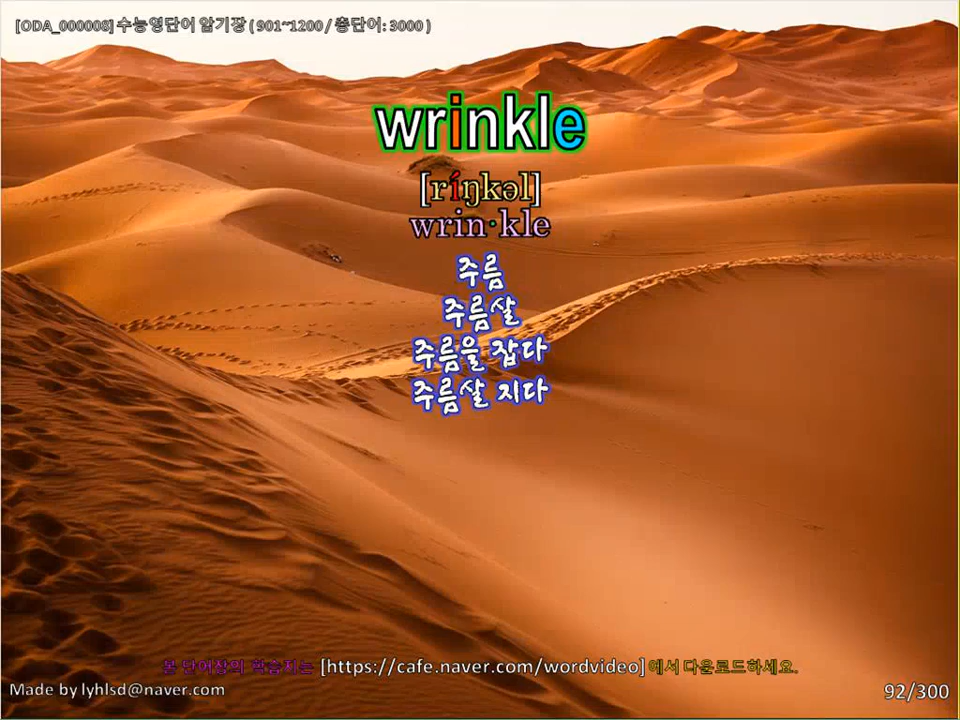 [ODA_000008] 수능영단어 암기장 ( 901~1200 / 총단어: 3000 )
wrinkle
[ríŋkəl]
wrin·kle
주름
주름살
주름을 잡다
주름살 지다
본 단어장의 학습지는 [https://cafe.naver.com/wordvideo]에서 다운로드하세요.
Made by lyhlsd@naver.com
92/300